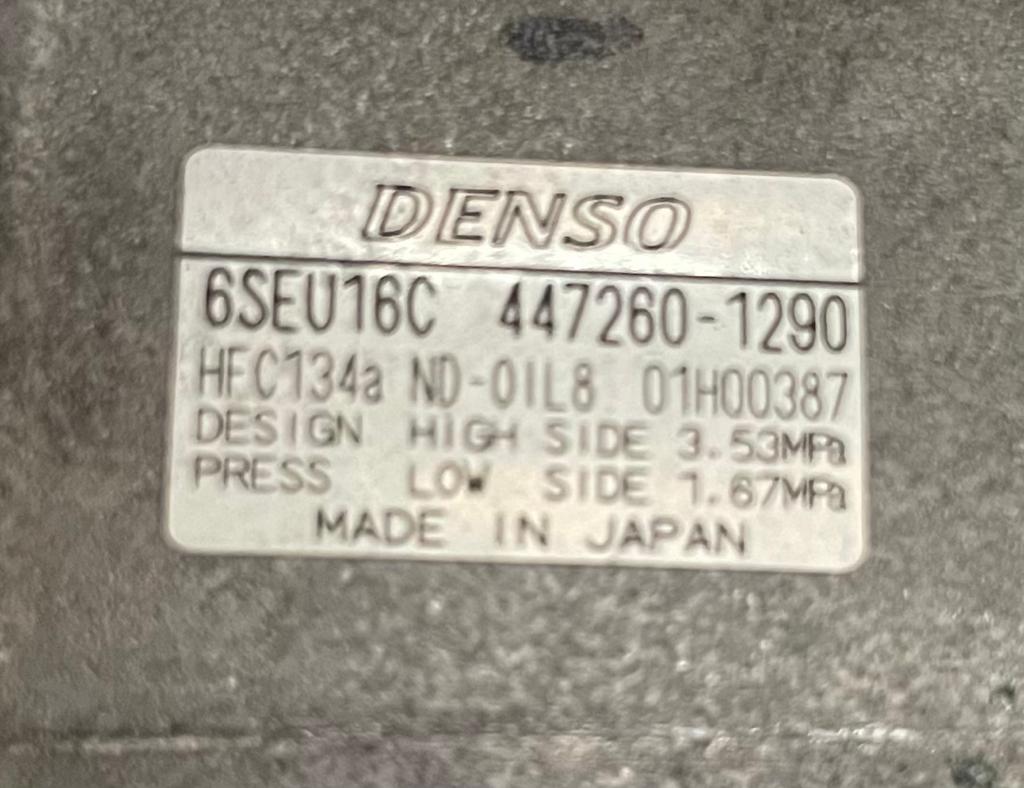 DENSO
6SEU16C 447260-1290
HFC134a ND-OIL8 01H00387
DESIGN HIGH SIDE 3.53MPa
PRESS LOW SIDE 1.67MPa
MADE IN JAPAN